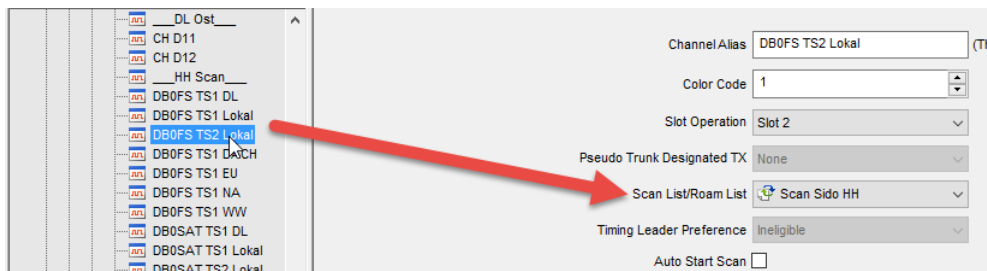 ___DL Ost___
CH D11
CH D12
___HH Scan___
DB0FS TS1 DL
DB0FS TS1 Lokal
DB0FS TS2 Lokal
DB0FS TS1 DACH
DB0FS TS1 EU
DB0FS TS1 NA
DB0FS TS1 WW
DB0SAT TS1 DL
DB0SAT TS1 Lokal
DB0SAT TS2 Lokal
Channel Alias DB0FS TS2 Lokal
Color Code 1
Slot Operation Slot 2
Pseudo Trunk Designated TX None
Scan List/Roam List Scan Sido HH
Timing Leader Preference Ineligible
Auto Start Scan